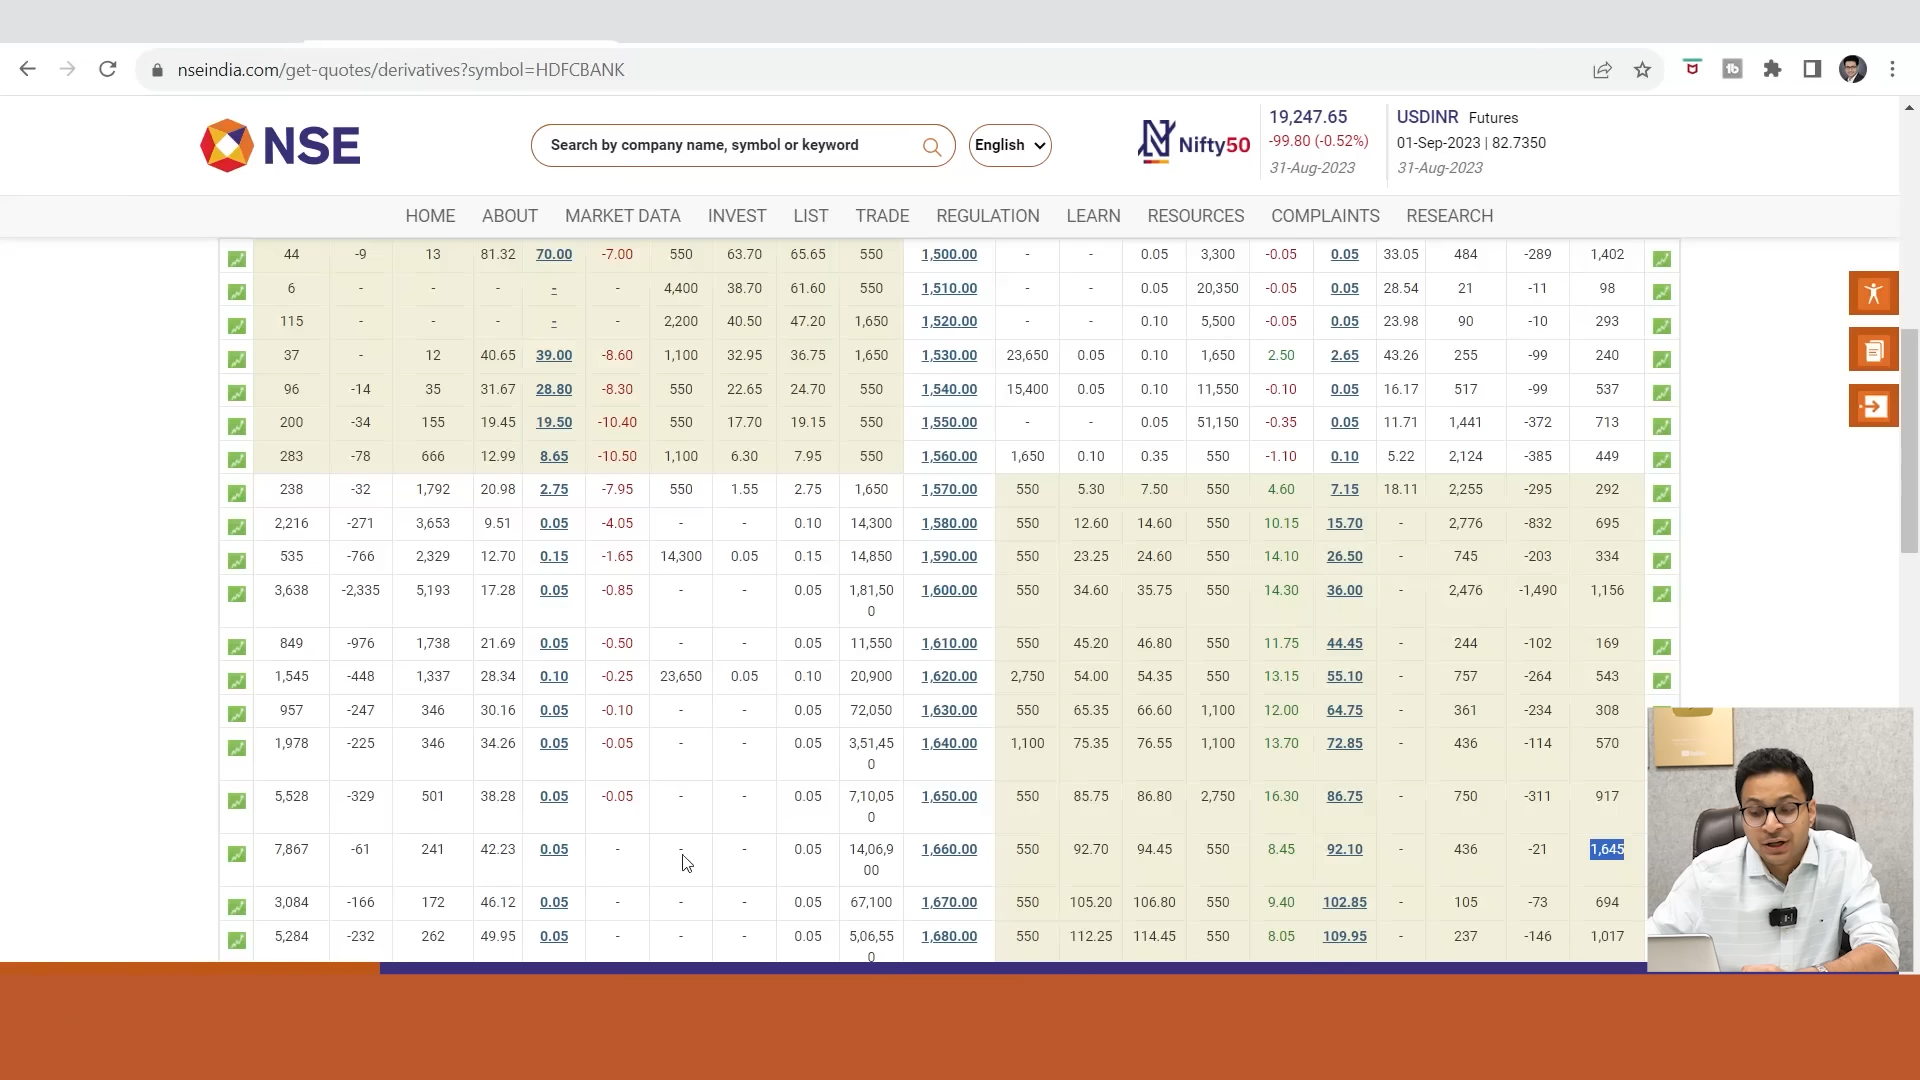 nseindia.com/get-quotes/derivatives?symbol=HDFCBANK
NSE
Search by company name, symbol or keyword
English
Nifty50
19,247.65
-99.80 (-0.52%)
31-Aug-2023
USDINR Futures
01-Sep-2023 | 82.7350
31-Aug-2023
HOME ABOUT MARKET DATA INVEST LIST TRADE REGULATION LEARN RESOURCES COMPLAINTS RESEARCH
44 -9 13 81.32 70.00 -7.00 550 63.70 65.65 550 1,500.00 - - 0.05 3,300 -0.05 0.05 33.05 484 -289 1,402
6 - - - - - 4,400 38.70 61.60 550 1,510.00 - - 0.05 20,350 -0.05 0.05 28.54 21 -11 98
115 - - - - - 2,200 40.50 47.20 1,650 1,520.00 - - 0.10 5,500 -0.05 0.05 23.98 90 -10 293
37 - 12 40.65 39.00 -8.60 1,100 32.95 36.75 1,650 1,530.00 23,650 0.05 0.10 1,650 2.50 2.65 43.26 255 -99 240
96 -14 35 31.67 28.80 -8.30 550 22.65 24.70 550 1,540.00 15,400 0.05 0.10 11,550 -0.10 0.05 16.17 517 -99 537
200 -34 155 19.45 19.50 -10.40 550 17.70 19.15 550 1,550.00 - - 0.05 51,150 -0.35 0.05 11.71 1,441 -372 713
283 -78 666 12.99 8.65 -10.50 1,100 6.30 7.95 550 1,560.00 1,650 0.10 0.35 550 -1.10 0.10 5.22 2,124 -385 449
238 -32 1,792 20.98 2.75 -7.95 550 1.55 2.75 1,650 1,570.00 550 5.30 7.50 550 4.60 7.15 18.11 2,255 -295 292
2,216 -271 3,653 9.51 0.05 -4.05 - - 0.10 14,300 1,580.00 550 12.60 14.60 550 10.15 15.70 - 2,776 -832 695
535 -766 2,329 12.70 0.15 -1.65 14,300 0.05 0.15 14,850 1,590.00 550 23.25 24.60 550 14.10 26.50 - 745 -203 334
3,638 -2,335 5,193 17.28 0.05 -0.85 - - 0.05 1,81,50 1,600.00 550 34.60 35.75 550 14.30 36.00 - 2,476 -1,490 1,156
0
849 -976 1,738 21.69 0.05 -0.50 - - 0.05 11,550 1,610.00 550 45.20 46.80 550 11.75 44.45 - 244 -102 169
1,545 -448 1,337 28.34 0.10 -0.25 23,650 0.05 0.10 20,900 1,620.00 2,750 54.00 54.35 550 13.15 55.10 - 757 -264 543
957 -247 346 30.16 0.05 -0.10 - - 0.05 72,050 1,630.00 550 65.35 66.60 1,100 12.00 64.75 - 361 -234 308
1,978 -225 346 34.26 0.05 -0.05 - - 0.05 3,51,45 1,640.00 1,100 75.35 76.55 1,100 13.70 72.85 - 436 -114 570
0
5,528 -329 501 38.28 0.05 -0.05 - - 0.05 7,10,05 1,650.00 550 85.75 86.80 2,750 16.30 86.75 - 750 -311 917
0
7,867 -61 241 42.23 0.05 - - - 0.05 14,06,9 1,660.00 550 92.70 94.45 550 8.45 92.10 - 436 -21 1,645
00
3,084 -166 172 46.12 0.05 - - - 0.05 67,100 1,670.00 550 105.20 106.80 550 9.40 102.85 - 105 -73 694
5,284 -232 262 49.95 0.05 - - - 0.05 5,06,55 1,680.00 550 112.25 114.45 550 8.05 109.95 - 237 -146 1,017
0